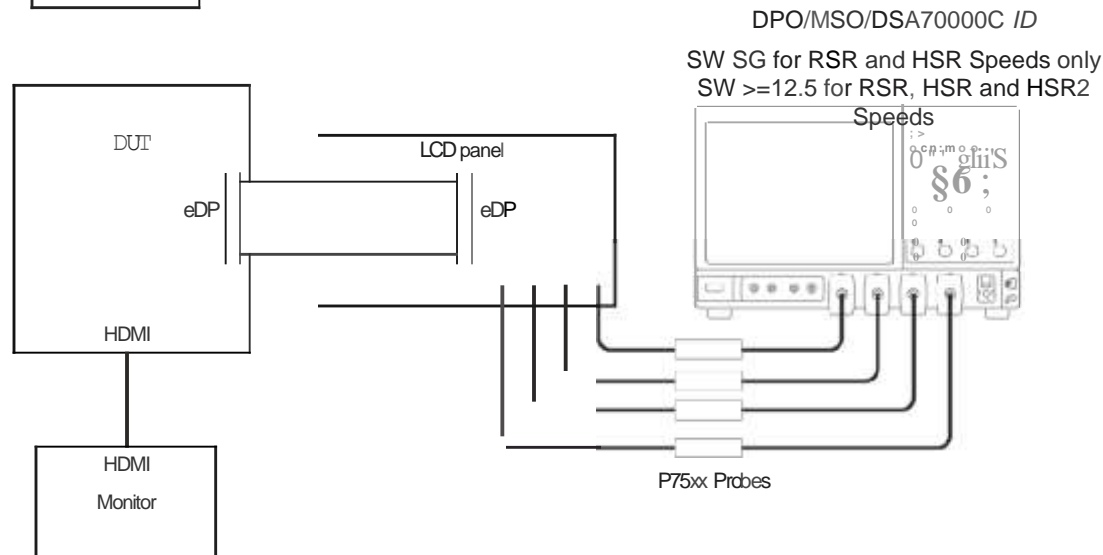 DPO/MSO/DSA70000C ID
SW SG for RSR and HSR Speeds only
SW >=12.5 for RSR, HSR and HSR2
Speeds
DUT
LCD panel
eDP
eDP
HDMI
HDMI
Monitor
P75xx Probes